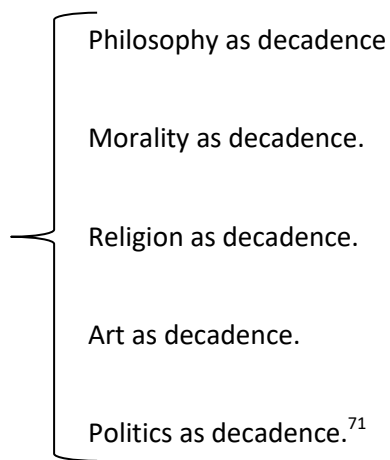 Philosophy as decadence
Morality as decadence.
Religion as decadence.
Art as decadence.
Politics as decadence.⁷¹